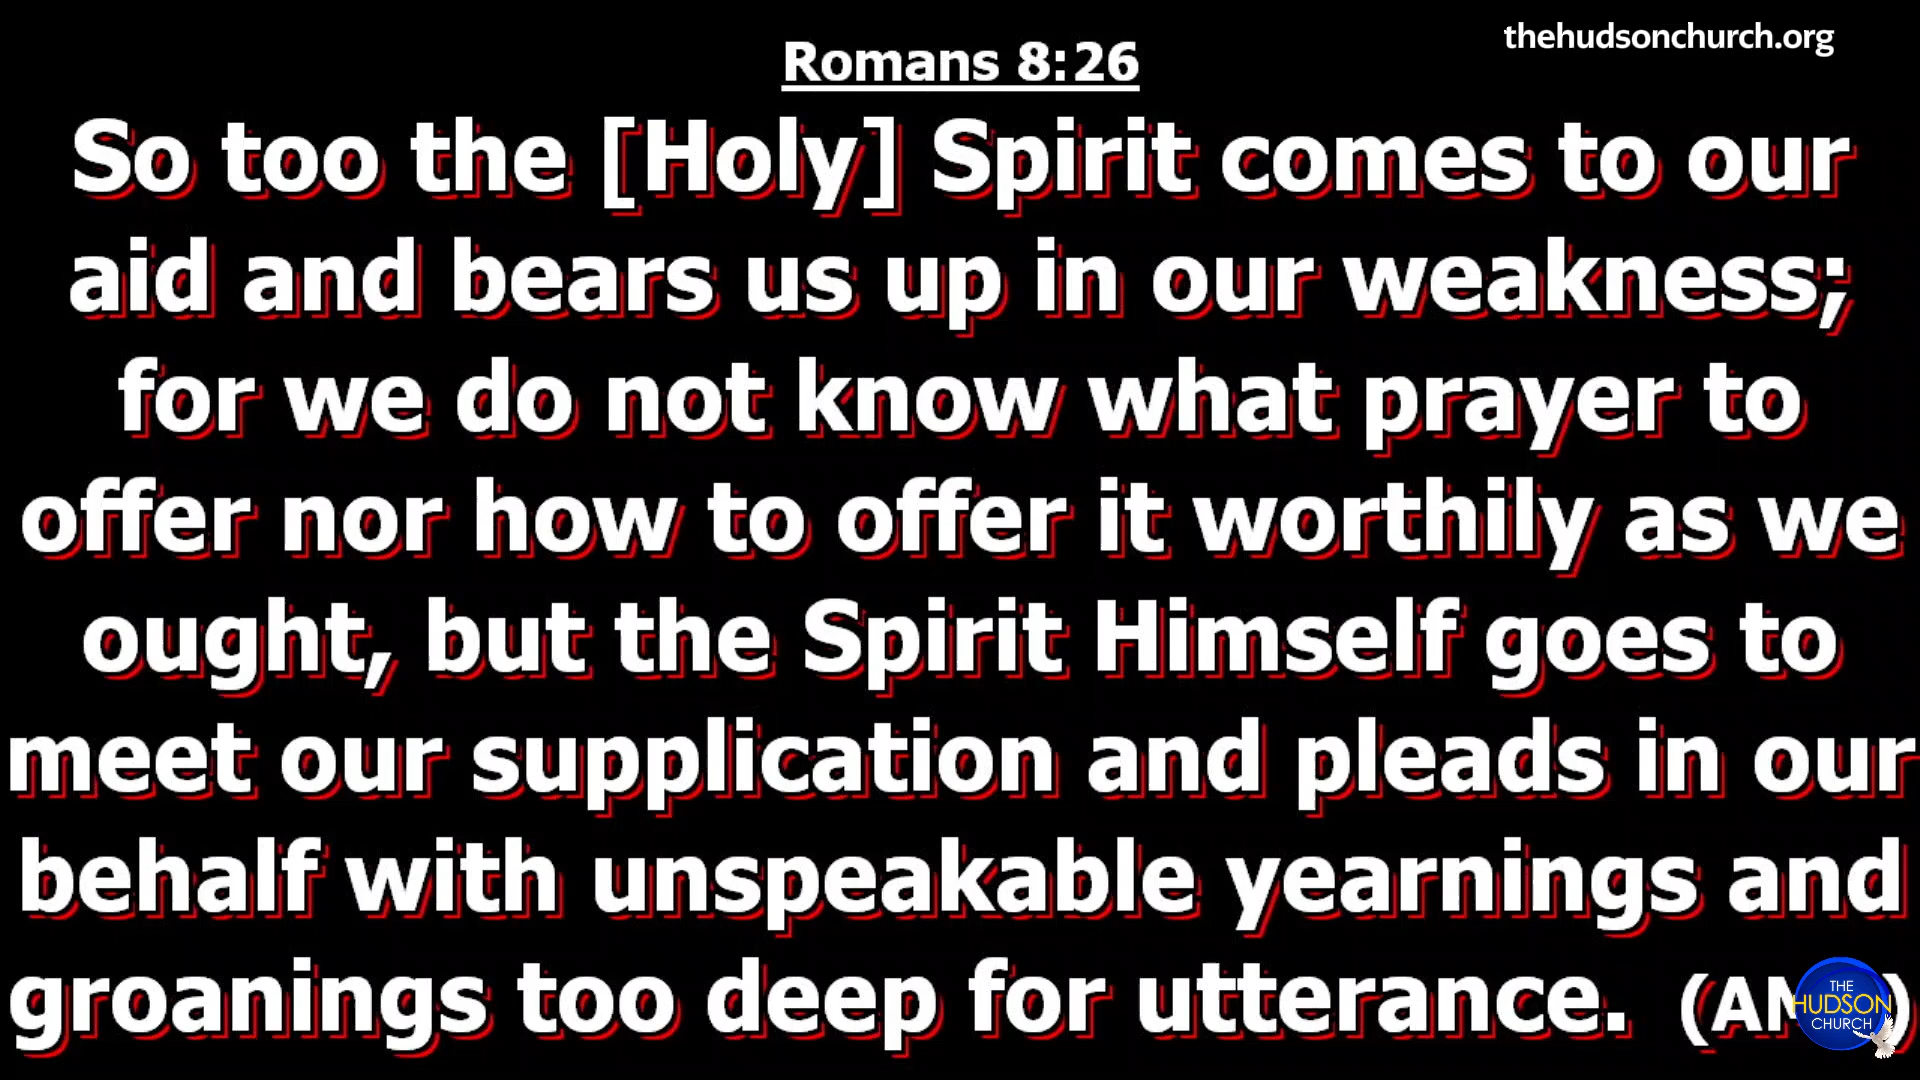 thehudsonchurch.org
Romans 8:26
So too the [Holy] Spirit comes to our
aid and bears us up in our weakness;
for we do not know what prayer to
offer nor how to offer it worthily as we
ought, but the Spirit Himself goes to
meet our supplication and pleads in our
behalf with unspeakable yearnings and
groanings too deep for utterance.
THE
HUDSON
CHURCH